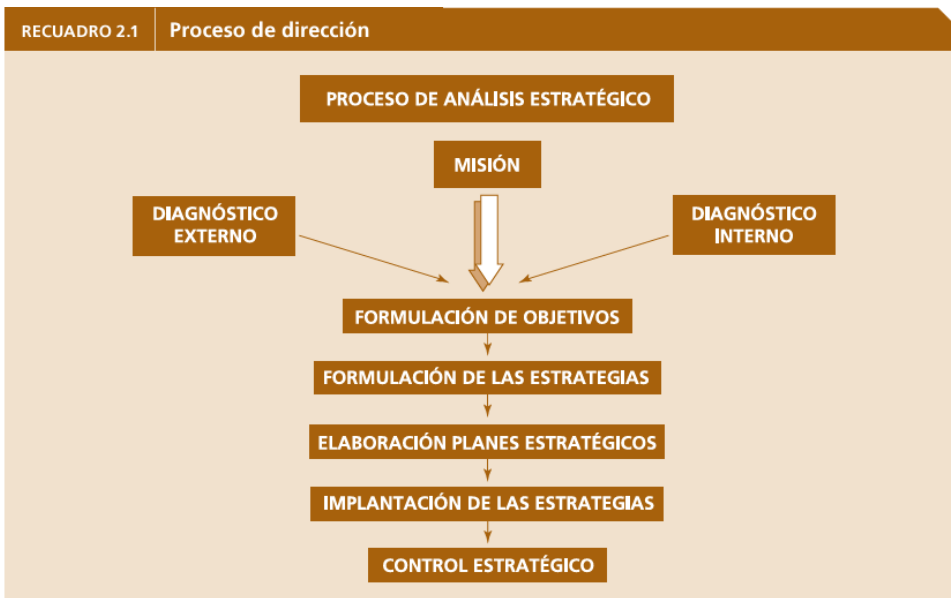 RECUADRO 2.1
Proceso de dirección
PROCESO DE ANÁLISIS ESTRATÉGICO
MISIÓN
DIAGNÓSTICO
EXTERNO
DIAGNÓSTICO
INTERNO
FORMULACIÓN DE OBJETIVOS
FORMULACIÓN DE LAS ESTRATEGIAS
ELABORACIÓN PLANES ESTRATÉGICOS
IMPLANTACIÓN DE LAS ESTRATEGIAS
CONTROL ESTRATÉGICO